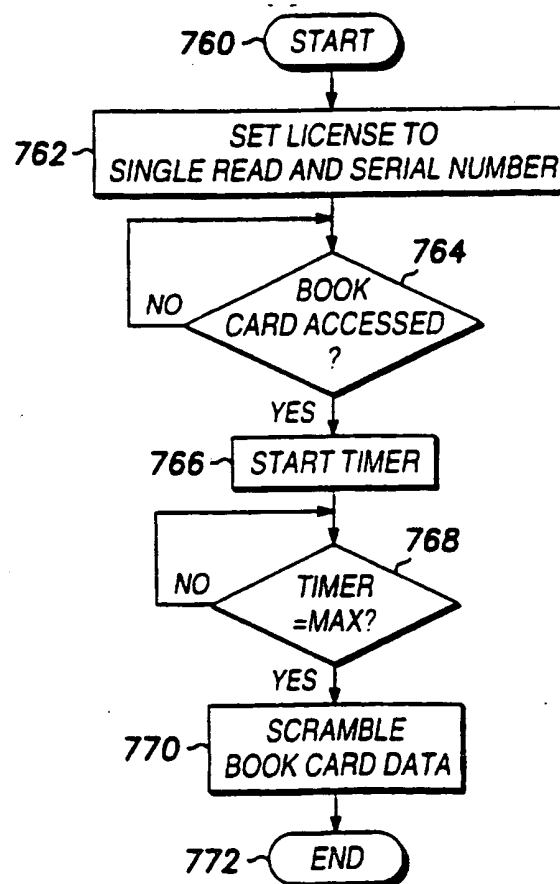 760 START
762 SET LICENSE TO
SINGLE READ AND SERIAL NUMBER
764
BOOK
NO CARD ACCESSED
?
YES
766 START TIMER
768
NO TIMER
=MAX?
YES
770 SCRAMBLE
BOOK CARD DATA
772 END